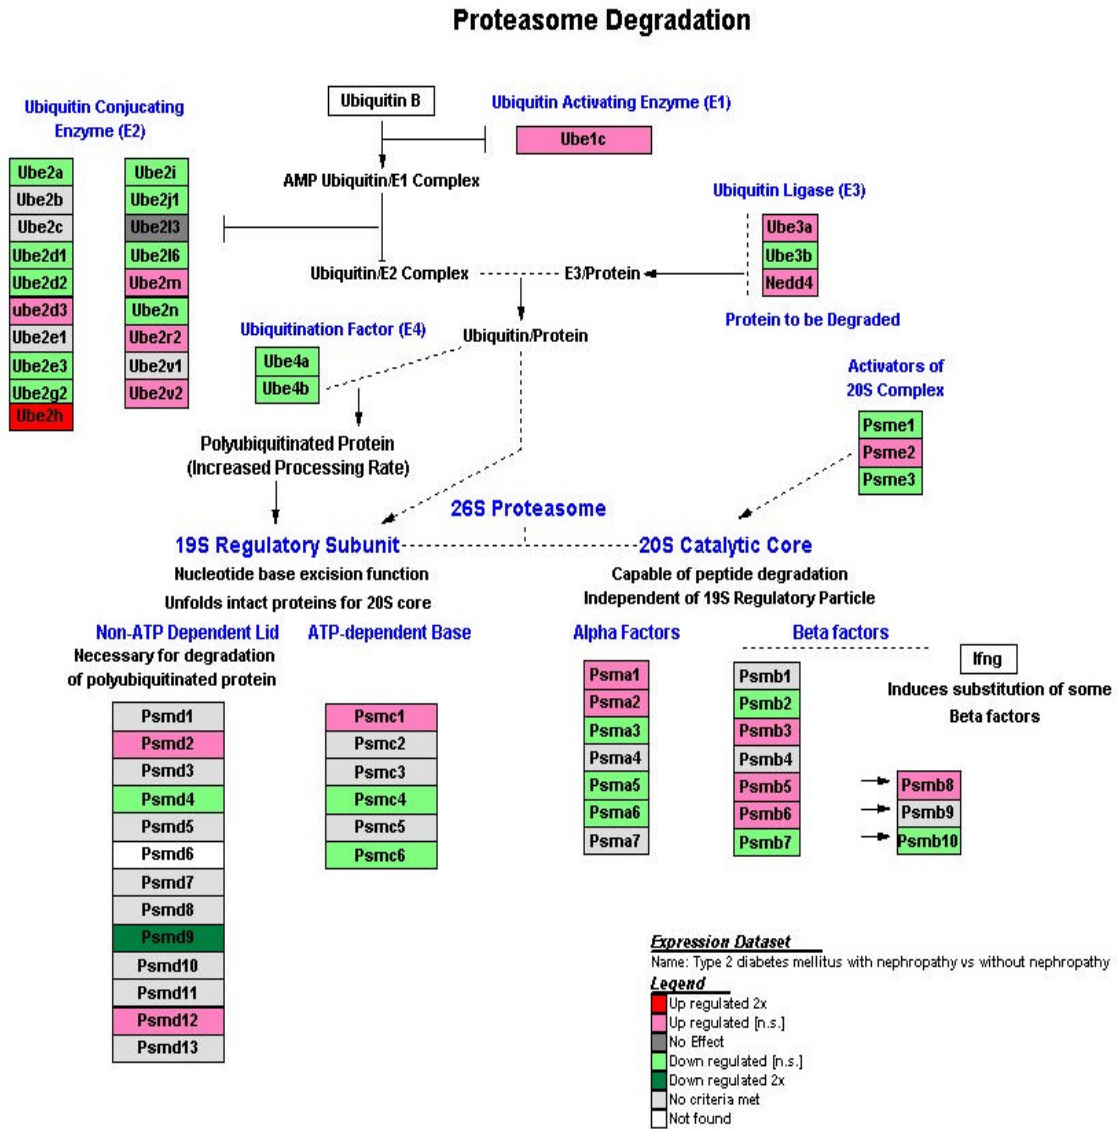 Proteasome Degradation
Ubiquitin Conjucating
Enzyme (E2)
Ube2a
Ube2b
Ube2c
Ube2d1
Ube2d2
ube2d3
Ube2e1
Ube2e3
Ube2g2
Ube2h
Ube2i
Ube2j1
Ube2l3
Ube2l6
Ube2m
Ube2n
Ube2r2
Ube2v1
Ube2v2
Ubiquitin B
Ubiquitin Activating Enzyme (E1)
Ube1c
AMP Ubiquitin/E1 Complex
Ubiquitin Ligase (E3)
Ube3a
Ube3b
Nedd4
Ubiquitin/E2 Complex
E3/Protein
Protein to be Degraded
Ubiquitination Factor (E4)
Ube4a
Ube4b
Ubiquitin/Protein
Activators of
20S Complex
Psme1
Psme2
Psme3
Polyubiquitinated Protein
(Increased Processing Rate)
26S Proteasome
19S Regulatory Subunit
Nucleotide base excision function
Unfolds intact proteins for 20S core
20S Catalytic Core
Capable of peptide degradation
Independent of 19S Regulatory Particle
Non-ATP Dependent Lid
Necessary for degradation
of polyubiquitinated protein
Psmd1
Psmd2
Psmd3
Psmd4
Psmd5
Psmd6
Psmd7
Psmd8
Psmd9
Psmd10
Psmd11
Psmd12
Psmd13
ATP-dependent Base
Psmc1
Psmc2
Psmc3
Psmc4
Psmc5
Psmc6
Alpha Factors
Psma1
Psma2
Psma3
Psma4
Psma5
Psma6
Psma7
Beta factors
Psmb1
Psmb2
Psmb3
Psmb4
Psmb5
Psmb6
Psmb7
Ifng
Induces substitution of some
Beta factors
Psmb8
Psmb9
Psmb10
Expression Dataset
Name: Type 2 diabetes mellitus with nephropathy vs without nephropathy
Legend
Up regulated 2x
Up regulated [n.s.]
No Effect
Down regulated [n.s.]
Down regulated 2x
No criteria met
Not found